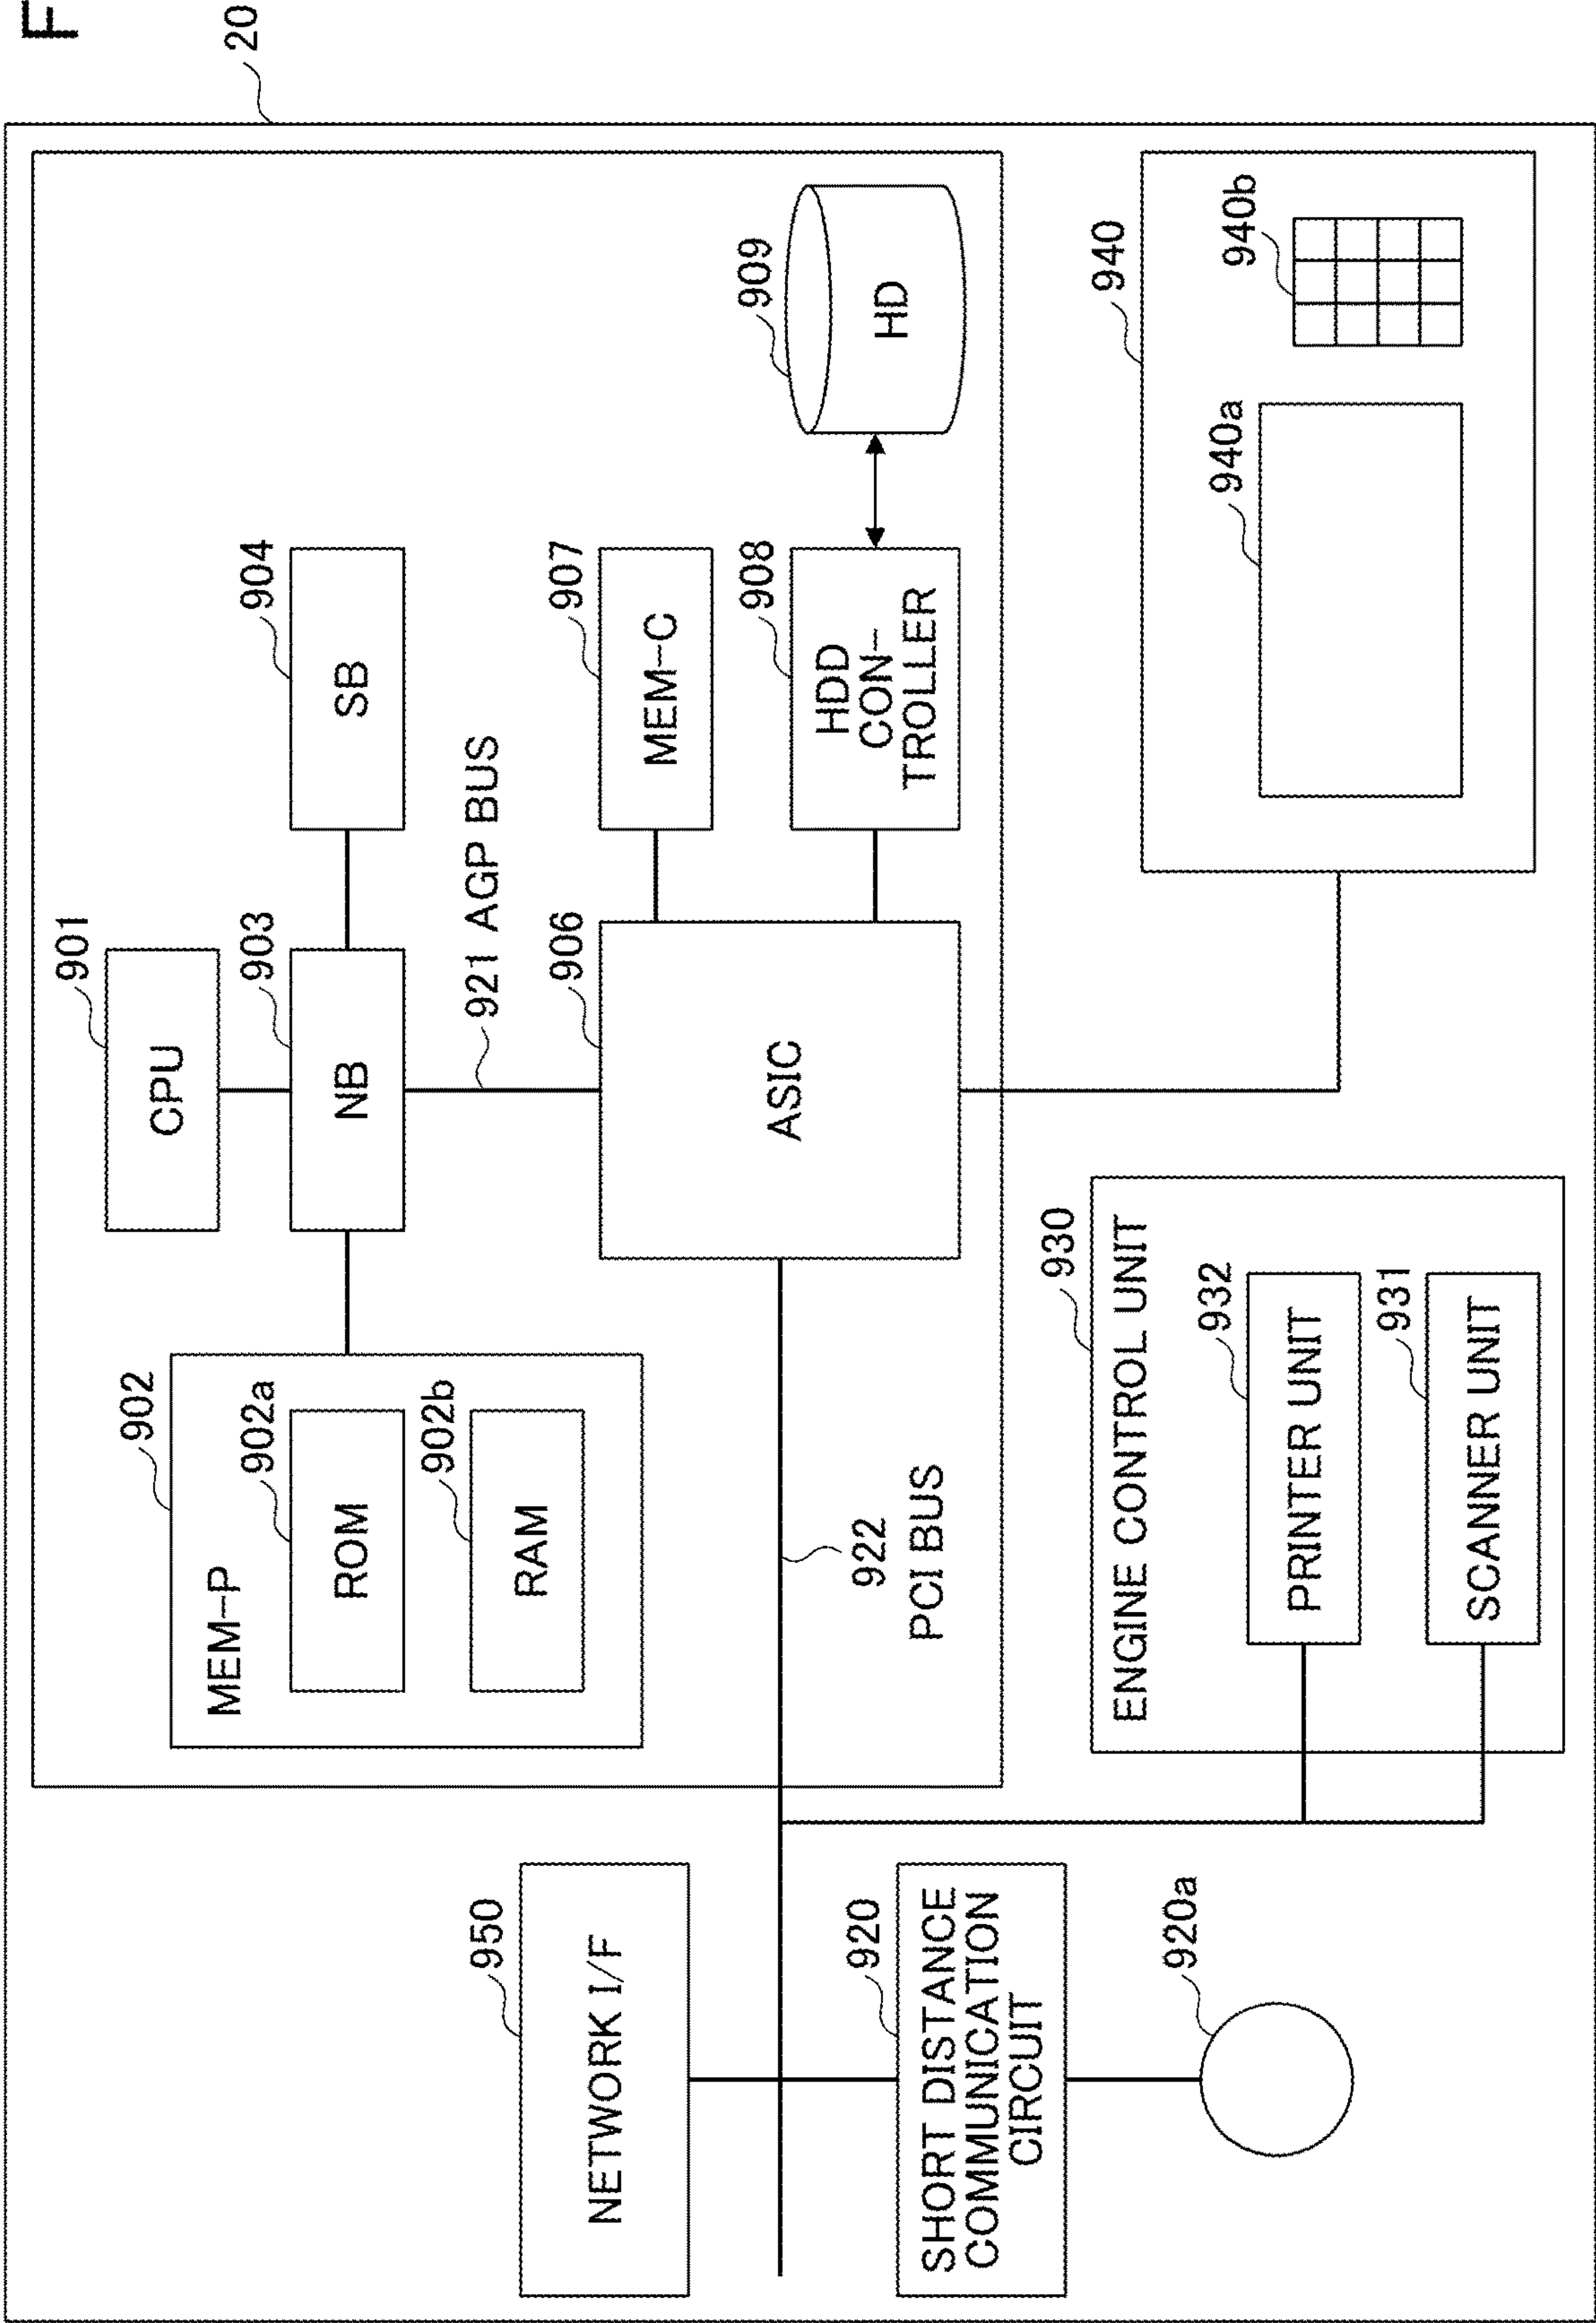 F
20
901
CPU
902
MEM-P
902a
ROM
902b
RAM
903
NB
904
SB
921 AGP BUS
906
ASIC
907
MEM-C
908
HDD
CON-
TROLLER
909
HD
922
PCI BUS
950
NETWORK I/F
920
SHORT DISTANCE
COMMUNICATION
CIRCUIT
920a
930
ENGINE CONTROL UNIT
932
PRINTER UNIT
931
SCANNER UNIT
940
940a
940b